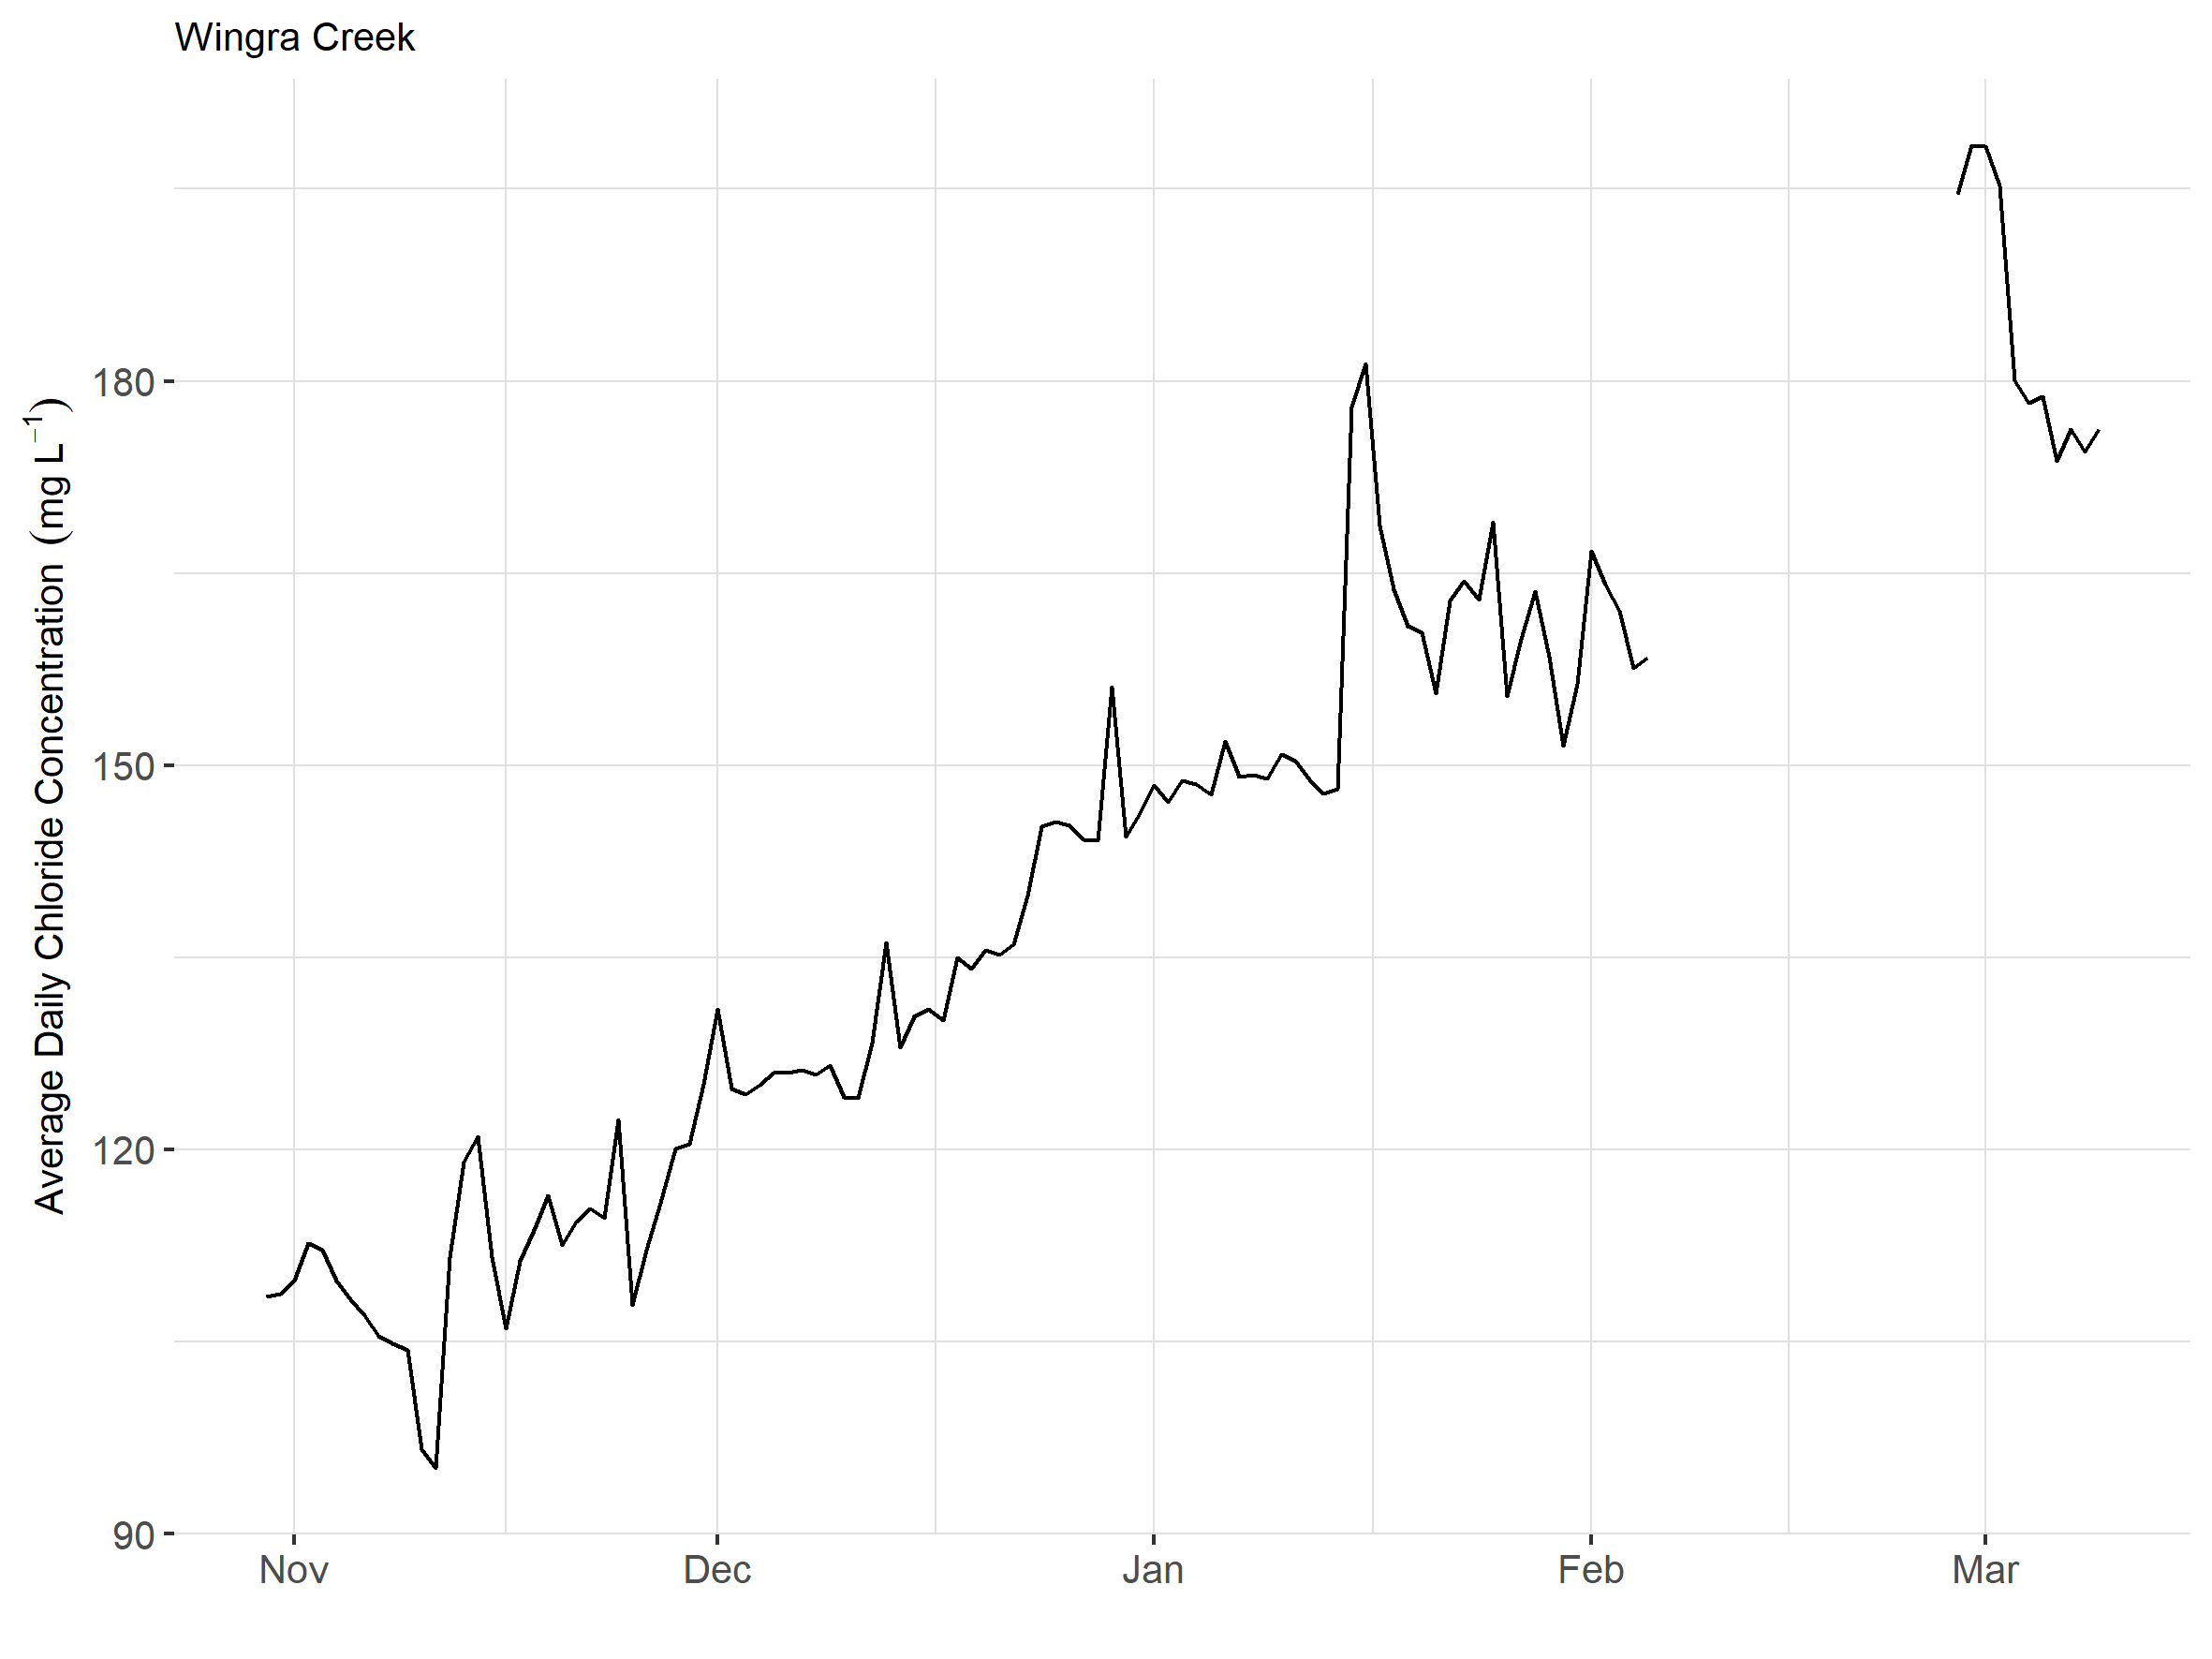 Wingra Creek
Average Daily Chloride Concentration (mg L⁻¹)
180
150
120
90
Nov Dec Jan Feb Mar